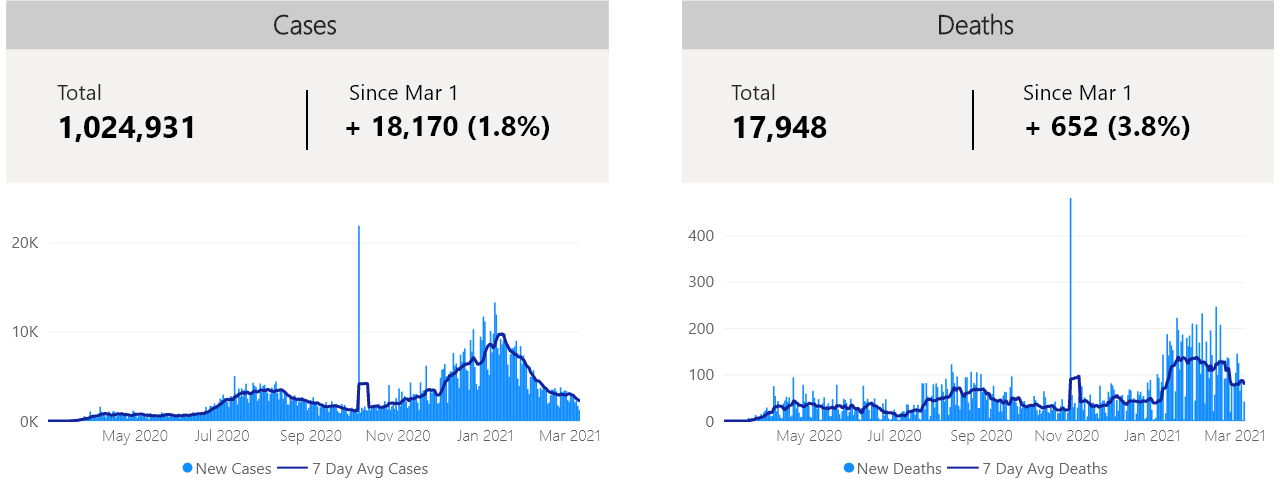 Cases
Total
1,024,931
Since Mar 1
+ 18,170 (1.8%)
20K
10K
0K
May 2020 Jul 2020 Sep 2020 Nov 2020 Jan 2021 Mar 2021
New Cases 7 Day Avg Cases
Deaths
Total
17,948
Since Mar 1
+ 652 (3.8%)
400
300
200
100
0
May 2020 Jul 2020 Sep 2020 Nov 2020 Jan 2021 Mar 2021
New Deaths 7 Day Avg Deaths